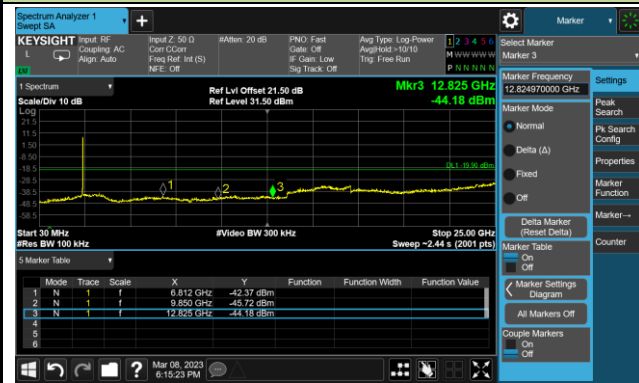 Spectrum Analyzer 1
Swept SA
Marker
KEYSIGHT
L
Input: RF
Coupling: AC
Align: Auto
Input Z: 50 Ω
Corr CCorr
Freq Ref: Int (S)
NFE: Off
#Atten: 20 dB
PNO: Fast
Gate: Off
IF Gain: Low
Sig Track: Off
Avg Type: Log-Power
Avg|Hold:>10/10
Trig: Free Run
1 2 3 4 5 6
M W W W W W
P N N N N N
Select Marker
Marker 3
1 Spectrum
Scale/Div 10 dB
Ref Lvl Offset 21.50 dB
Ref Level 31.50 dBm
Mkr3 12.825 GHz
-44.18 dBm
Log
21.5
11.5
1.50
-8.50
-18.5
-28.5
-38.5
-48.5
-58.5
DL1 -19.90 dBm
1
2
3
Start 30 MHz
#Res BW 100 kHz
#Video BW 300 kHz
Stop 25.00 GHz
Sweep ~2.44 s (2001 pts)
5 Marker Table
Mode Trace Scale X Y Function Function Width Function Value
1 N 1 f 6.812 GHz -42.37 dBm
2 N 1 f 9.850 GHz -45.72 dBm
3 N 1 f 12.825 GHz -44.18 dBm
4
5
6
Marker Frequency
12.824970000 GHz
Marker Mode
Normal
Delta (Δ)
Fixed
Off
Delta Marker
(Reset Delta)
Marker Table
On
Off
Marker Settings
Diagram
All Markers Off
Couple Markers
On
Off
Settings
Peak
Search
Pk Search
Config
Properties
Marker
Function
Marker→
Counter
Mar 08, 2023
6:15:23 PM